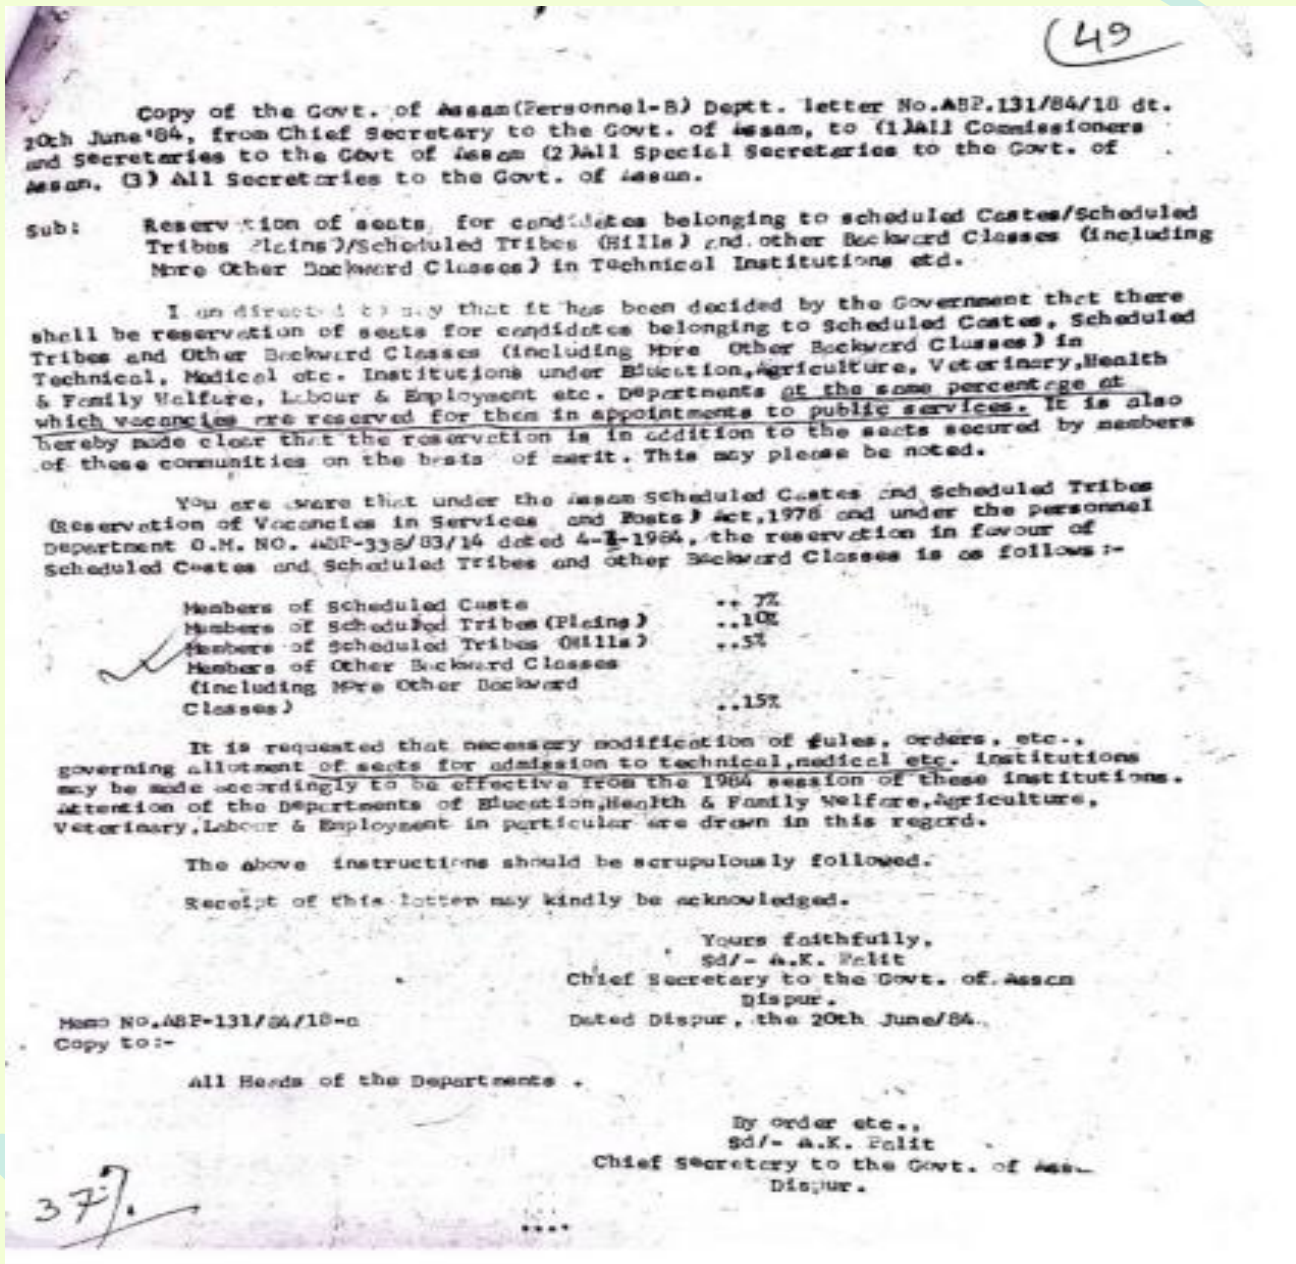 (49
Copy of the Govt. of Assam(Personnel-B) Deptt. letter No.ABP.131/84/18 dt.
20th June'84, from Chief Secretary to the Govt. of Assam, to (1)All Commissioners
and Secretaries to the Govt of Assam (2)All Special Secretaries to the Govt. of
Assam, (3) All Secretaries to the Govt. of Assam.
Sub: Reservation of seats, for candidates belonging to scheduled Castes/Scheduled
Tribes Plains)/Scheduled Tribes (Hills) and other Backward Classes (including
More Other Backward Classes) in Technical Institutions etd.
I am directed to say that it has been decided by the Government that there
shall be reservation of seats for candidates belonging to Scheduled Castes, Scheduled
Tribes and Other Backward Classes (including More Other Backward Classes) in
Technical, Medical etc. Institutions under Education,Agriculture, Veterinary,Health
& Family Welfare, Labour & Employment etc. Departments at the same percentage at
which vacancies are reserved for them in appointments to public services. It is also
hereby made clear that the reservation is in addition to the seats secured by members
of these communities on the basis of merit. This may please be noted.
You are aware that under the Assam Scheduled Castes and Scheduled Tribes
(Reservation of Vacancies in Services and Posts) Act,1978 and under the personnel
Department O.M. NO. ABP-338/83/14 dated 4-1-1984, the reservation in favour of
Scheduled Castes and Scheduled Tribes and other Backward Classes is as follows:-
Members of Scheduled Caste .. 7%
Members of Scheduled Tribes(Plains) ..10%
Members of Scheduled Tribes (Hills) ..5%
Members of Other Backward Classes
(including More Other Backward
Classes) ..15%
It is requested that necessary modification of rules, orders, etc.,
governing allotment of seats for admission to technical,medical etc. institutions
may be made accordingly to be effective from the 1984 session of these institutions.
Attention of the Departments of Education,Health & Family Welfare,Agriculture,
Veterinary,Labour & Employment in particular are drawn in this regard.
The above instructions should be scrupulously followed.
Receipt of this letter may kindly be acknowledged.
Yours faithfully,
Sd/- A.K. Palit
Chief Secretary to the Govt. of Assam
Dispur.
Memo NO.ABP-131/84/18-a Dated Dispur, the 20th June/84.
Copy to:-
All Heads of the Departments .
By order etc.,
Sd/- A.K. Palit
Chief Secretary to the Govt. of
Dispur.
37%
....